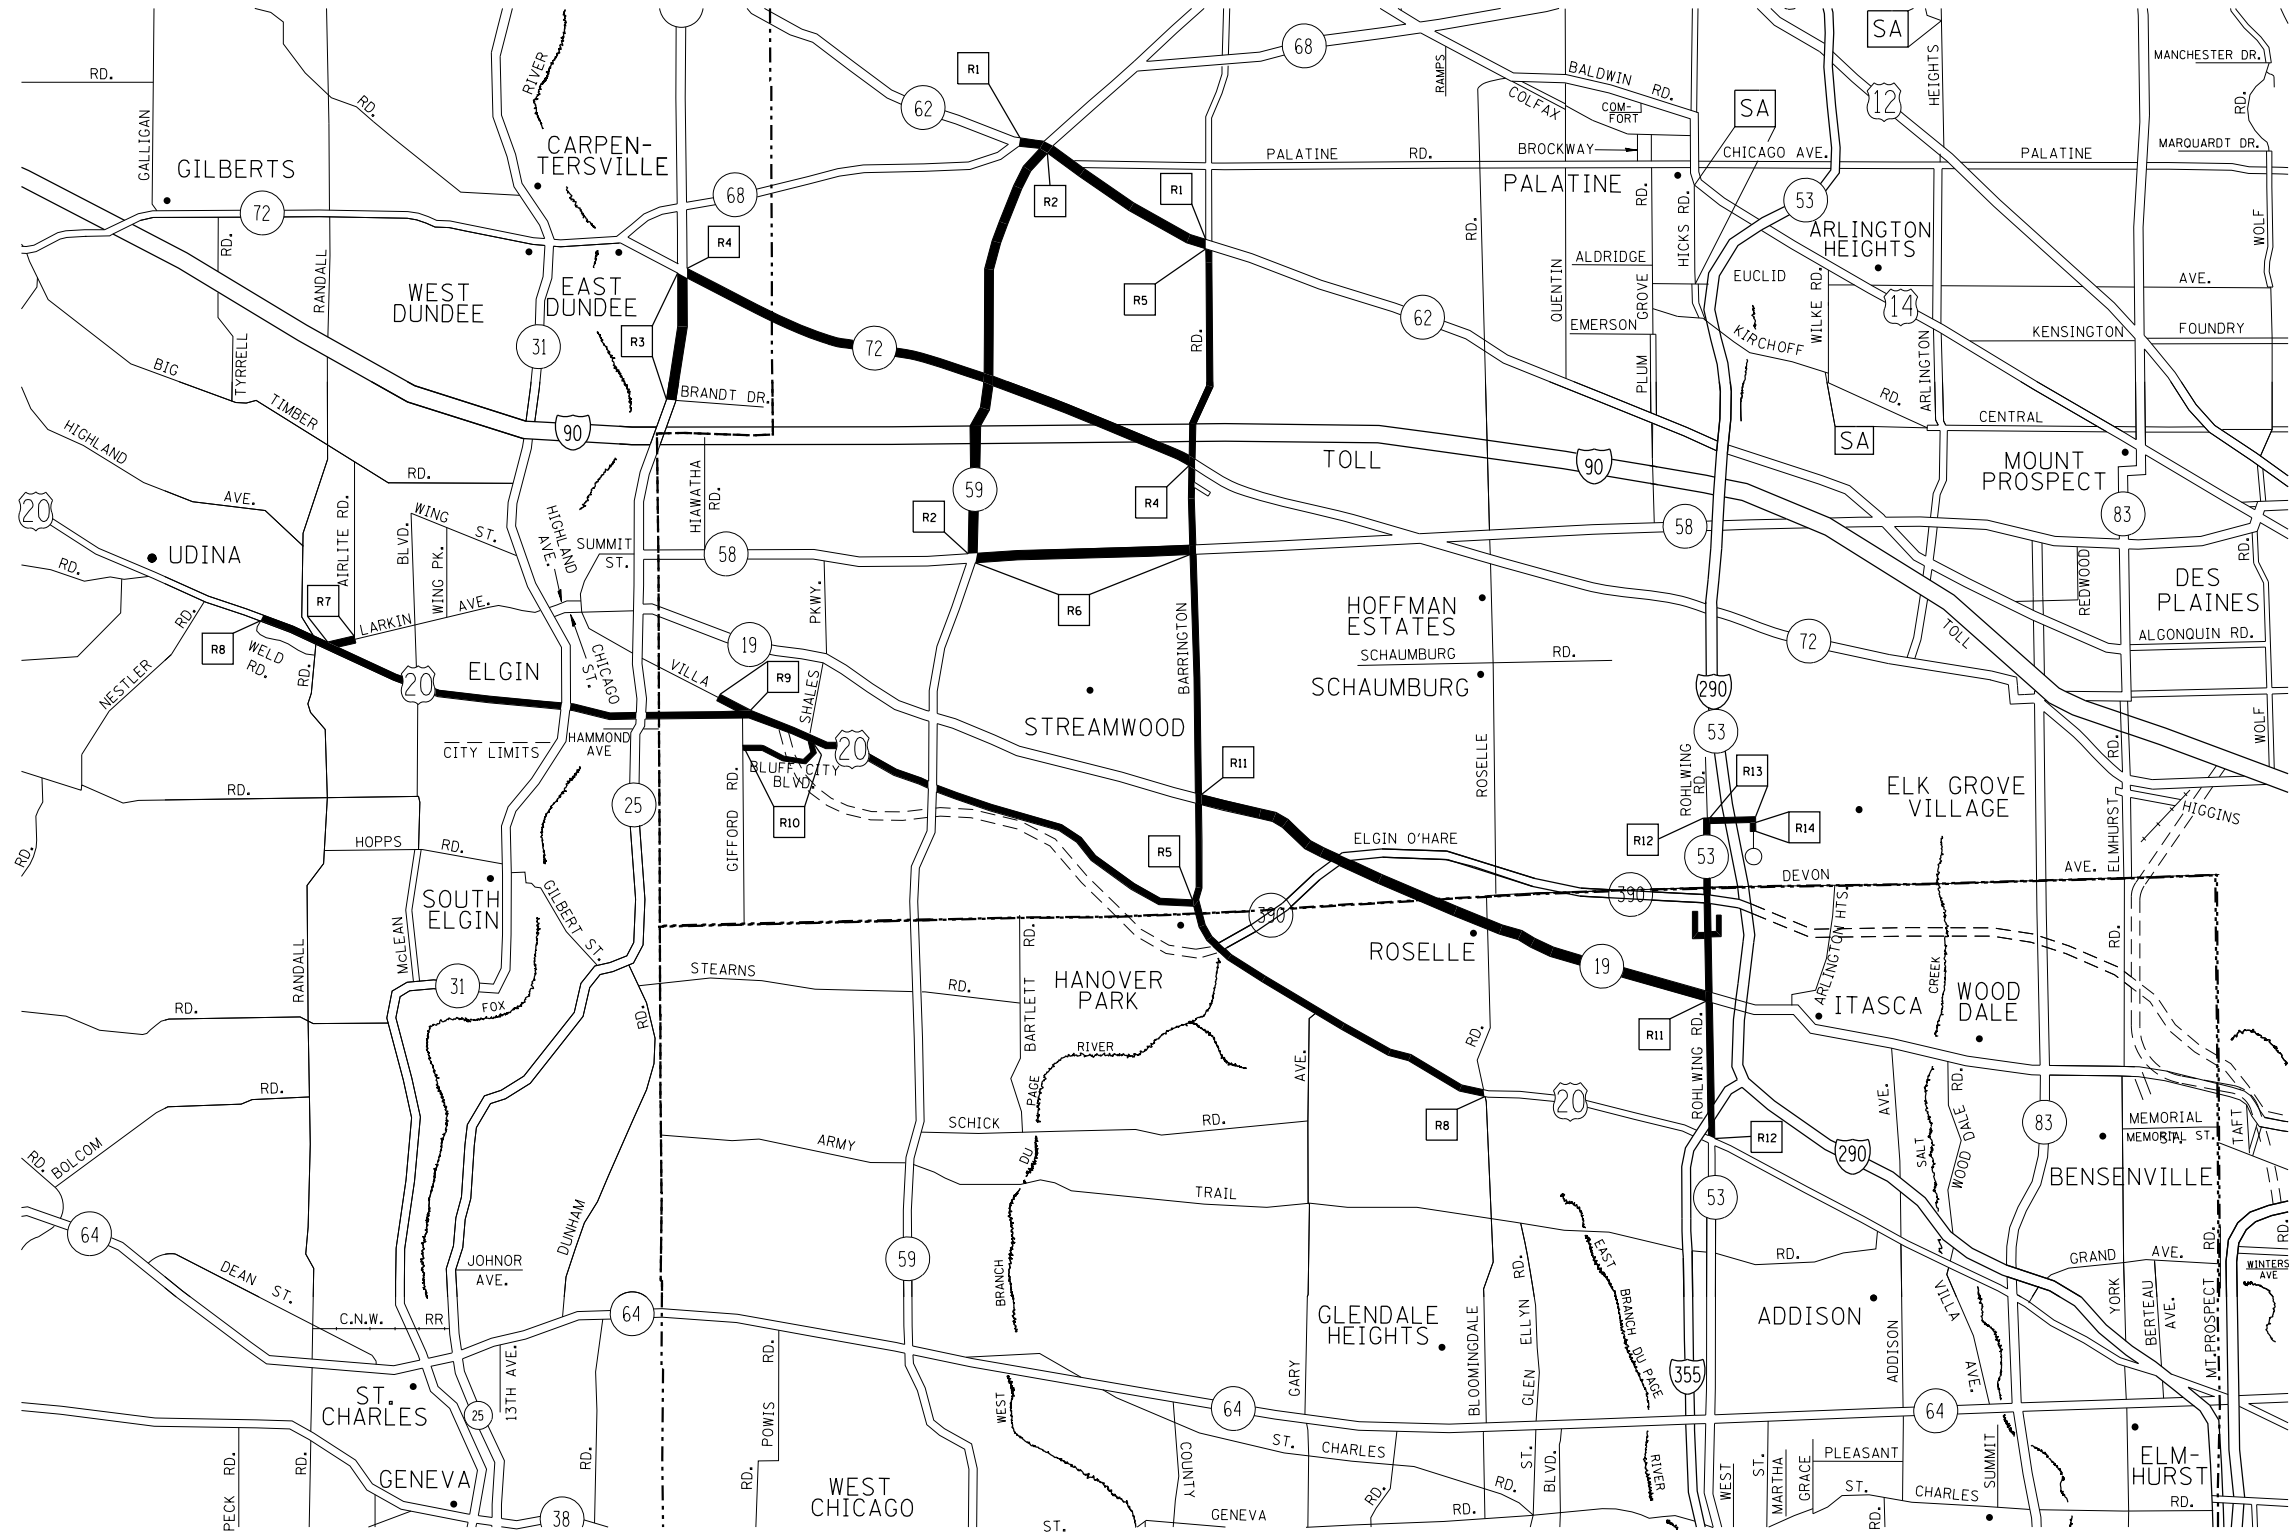 RD.
GALLIGAN
GILBERTS
72
RD.
RIVER
CARPEN-
TERSVILLE
68
62
R1
68
RAMPS
BALDWIN
RD.
COLFAX
COM-
FORT
BROCKWAY
SA
SA
12
HEIGHTS
MANCHESTER DR.
RD.
MARQUARDT DR.
PALATINE
RD.
CHICAGO AVE.
PALATINE
PALATINE
R2
R1
R4
RD.
RANDALL
WEST
DUNDEE
EAST
DUNDEE
31
R3
R5
RD.
62
RD.
QUENTIN
ALDRIDGE
EMERSON
RD.
GROVE
PLUM
HICKS RD.
53
ARLINGTON
HEIGHTS
EUCLID
AVE.
WILKE RD.
14
KIRCHOFF
RD.
KENSINGTON
FOUNDRY
WOLF
ARLINGTON
CENTRAL
SA
TYRRELL
BIG
TIMBER
RD.
HIGHLAND
AVE.
72
BRANDT DR.
90
TOLL
90
MOUNT
PROSPECT
83
20
UDINA
RD.
RD.
NESTLER
AIRLITE RD.
BLVD.
WING
ST.
WING PK.
HIGHLAND
AVE.
SUMMIT
ST.
HIAWATHA
RD.
58
59
R2
R4
R6
58
RD.
REDWOOD
DES
PLAINES
R7
R8
WELD
RD.
RD.
LARKIN
AVE.
CHICAGO
ST.
ELGIN
20
19
PKWY.
VILLA
R9
SHALES
HOFFMAN
ESTATES
SCHAUMBURG
RD.
SCHAUMBURG
BARRINGTON
STREAMWOOD
72
TOLL
ALGONQUIN RD.
290
53
WOLF
CITY LIMITS
HAMMOND
AVE
BLUFF CITY
BLVD.
20
R10
GIFFORD RD.
25
RD.
HOPPS
RD.
RD.
McLEAN
SOUTH
ELGIN
GILBERT ST.
R11
R5
ROSELLE
ROHLWING
RD.
R13
R12
R14
53
ELK GROVE
VILLAGE
RD.
ELMHURST
HIGGINS
ELGIN O'HARE
390
390
DEVON
AVE.
RANDALL
31
FOX
RD.
RD.
STEARNS
RD.
RD.
BARTLETT
HANOVER
PARK
ROSELLE
19
R11
ARLINGTON HTS.
CREEK
ITASCA
WOOD
DALE
RD.
RIVER
PAGE
DU
RD.
AVE.
RD.
ROHLWING RD.
RD.
BOLCOM
RD.
SCHICK
RD.
ARMY
TRAIL
R8
20
R12
AVE.
SALT
WOOD DALE RD.
83
MEMORIAL
MEMORIAL ST.
TAFT
BENSENVILLE
290
64
DUNHAM
DEAN
ST.
JOHNOR
AVE.
C.N.W.
RR
64
59
BRANCH
53
RD.
EAST
BRANCH DU PAGE
RD.
GRAND
AVE.
RD.
RD.
WINTERS
AVE
GLENDALE
HEIGHTS
BLOOMINGDALE
GLEN ELLYN
ADDISON
VILLA
AVE.
YORK
BERTEAU
AVE.
MT.PROSPECT
GARY
355
ADDISON
ST.
CHARLES
25
13TH AVE.
POWIS RD.
WEST
64
64
COUNTY
ST.
CHARLES
RD.
PECK RD.
RD.
GENEVA
38
RD.
RD.
WEST
CHICAGO
ST.
GENEVA
RD.
RD.
ST.
BLVD.
RIVER
WEST
ST.
MARTHA
GRACE
PLEASANT
ST.
CHARLES
RD.
SUMMIT
RD.
ELM-
HURST